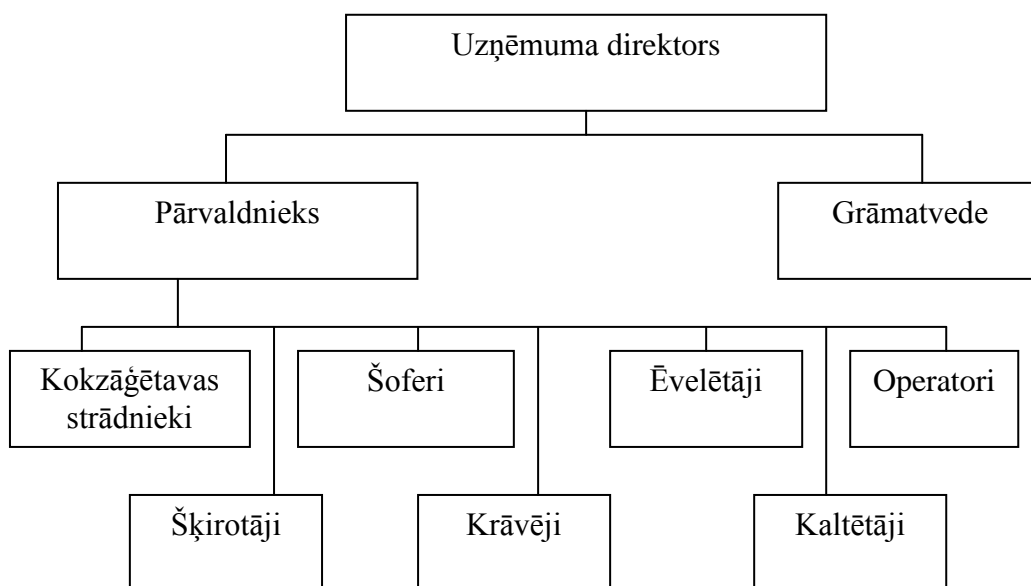 Uzņēmuma direktors
Pārvaldnieks
Grāmatvede
Kokzāģētavas
strādnieki
Šoferi
Ēvelētāji
Operatori
Šķirotāji
Krāvēji
Kaltētāji